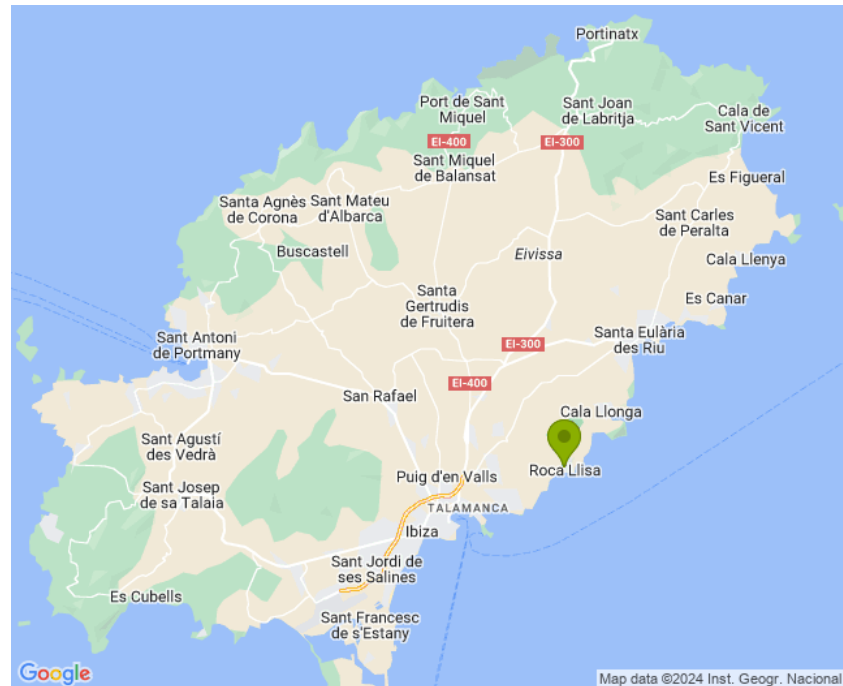 Portinatx
Port de Sant
Miquel
Sant Joan
de Labritja
Cala de
Sant Vicent
EI-400
EI-300
Sant Miquel
de Balansat
Es Figueral
Santa Agnès
de Corona
Sant Mateu
d'Albarca
Sant Carles
de Peralta
Buscastell
Eivissa
Cala Llenya
Santa
Gertrudis
de Fruitera
Es Canar
Sant Antoni
de Portmany
Santa Eulària
des Riu
EI-300
EI-400
San Rafael
Cala Llonga
Sant Agustí
des Vedrà
Roca Llisa
Puig d'en Valls
Sant Josep
de sa Talaia
TALAMANCA
Ibiza
Sant Jordi de
ses Salines
Es Cubells
Sant Francesc
de s'Estany
Google
Map data ©2024 Inst. Geogr. Nacional